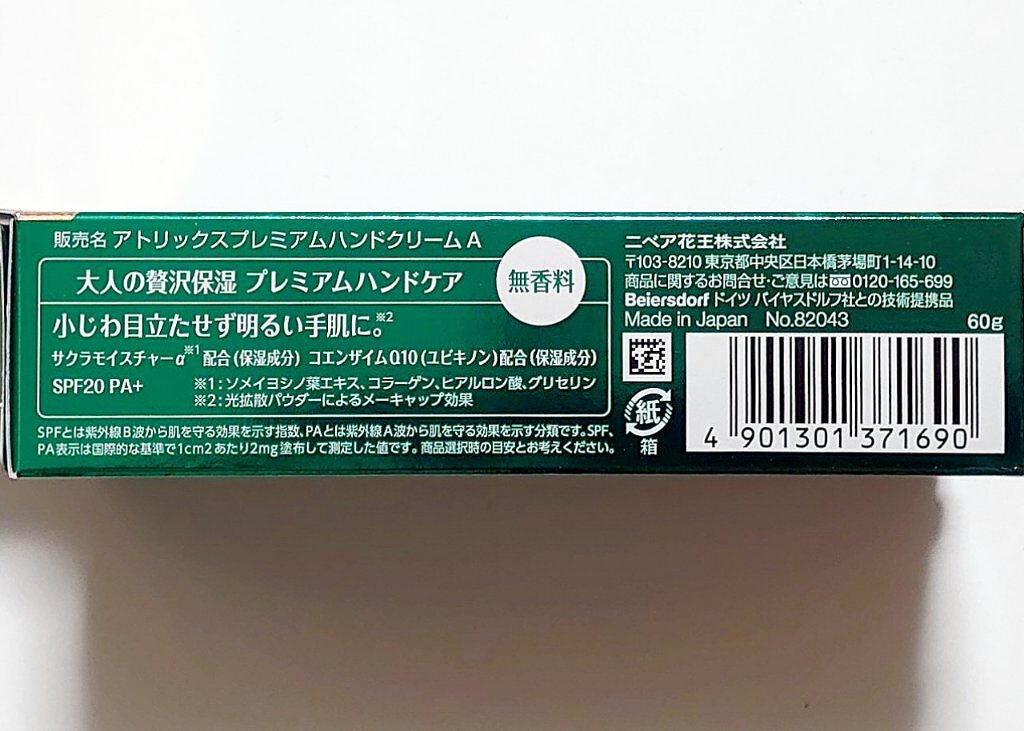 販売名 アトリックスプレミアムハンドクリームA
大人の贅沢保湿 プレミアムハンドケア
無香料
小じわ目立たせず明るい手肌に。※2
サクラモイスチャーα※1配合(保湿成分) コエンザイムQ10(ユビキノン)配合(保湿成分)
SPF20 PA+
※1:ソメイヨシノ葉エキス、コラーゲン、ヒアルロン酸、グリセリン
※2:光拡散パウダーによるメーキャップ効果
SPFとは紫外線B波から肌を守る効果を示す指数、PAとは紫外線A波から肌を守る効果を示す分類です。SPF、
PA表示は国際的な基準で1cm2あたり2mg塗布して測定した値です。商品選択時の目安とお考えください。
ニベア花王株式会社
〒103-8210 東京都中央区日本橋茅場町1-14-10
商品に関するお問合せ・ご意見は 0120-165-699
Beiersdorf ドイツ バイヤスドルフ社との技術提携品
Made in Japan No.82043
60g
紙
箱
4 901301 371690